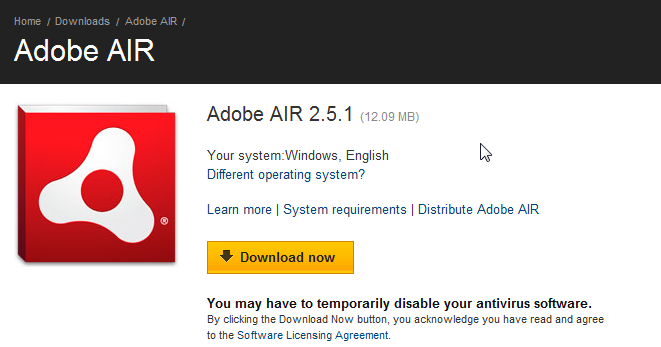 Home / Downloads / Adobe AIR /
Adobe AIR
Adobe AIR 2.5.1 (12.09 MB)
Your system:Windows, English
Different operating system?
Learn more | System requirements | Distribute Adobe AIR
Download now
®
You may have to temporarily disable your antivirus software.
By clicking the Download Now button, you acknowledge you have read and agree
to the Software Licensing Agreement.